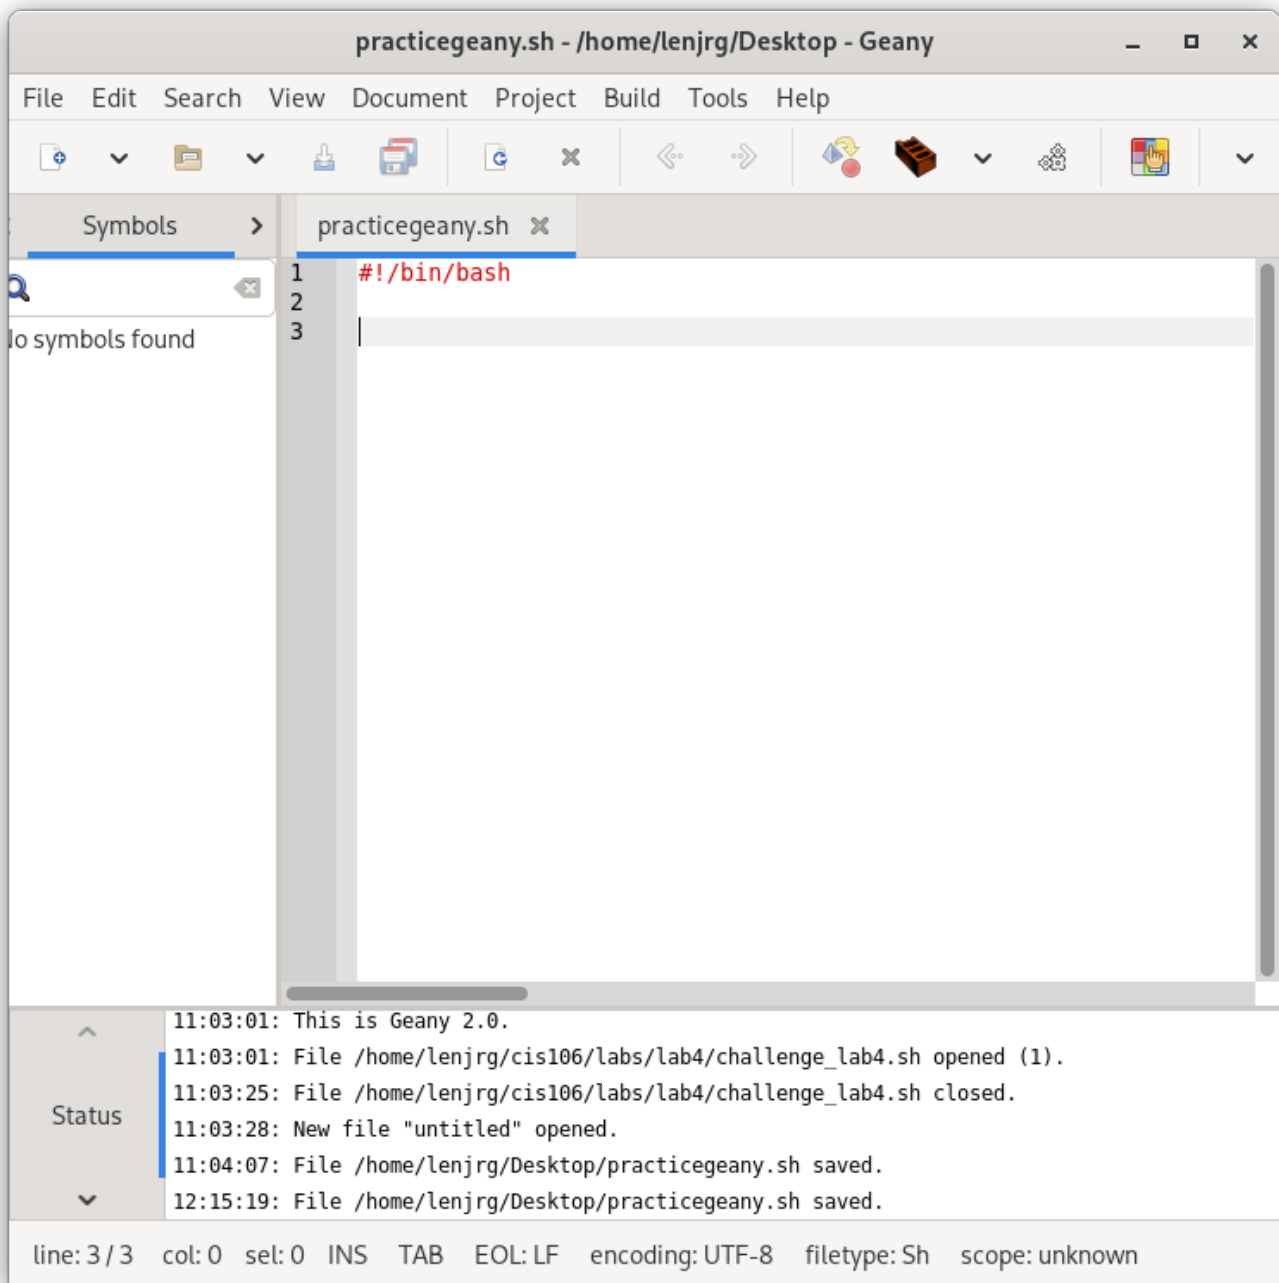 practicegeany.sh - /home/lenjrg/Desktop - Geany
File Edit Search View Document Project Build Tools Help
Symbols
practicegeany.sh
1 #!/bin/bash
2
3
o symbols found
11:03:01: This is Geany 2.0.
11:03:01: File /home/lenjrg/cis106/labs/lab4/challenge_lab4.sh opened (1).
11:03:25: File /home/lenjrg/cis106/labs/lab4/challenge_lab4.sh closed.
Status
11:03:28: New file "untitled" opened.
11:04:07: File /home/lenjrg/Desktop/practicegeany.sh saved.
12:15:19: File /home/lenjrg/Desktop/practicegeany.sh saved.
line: 3 / 3 col: 0 sel: 0 INS TAB EOL: LF encoding: UTF-8 filetype: Sh scope: unknown